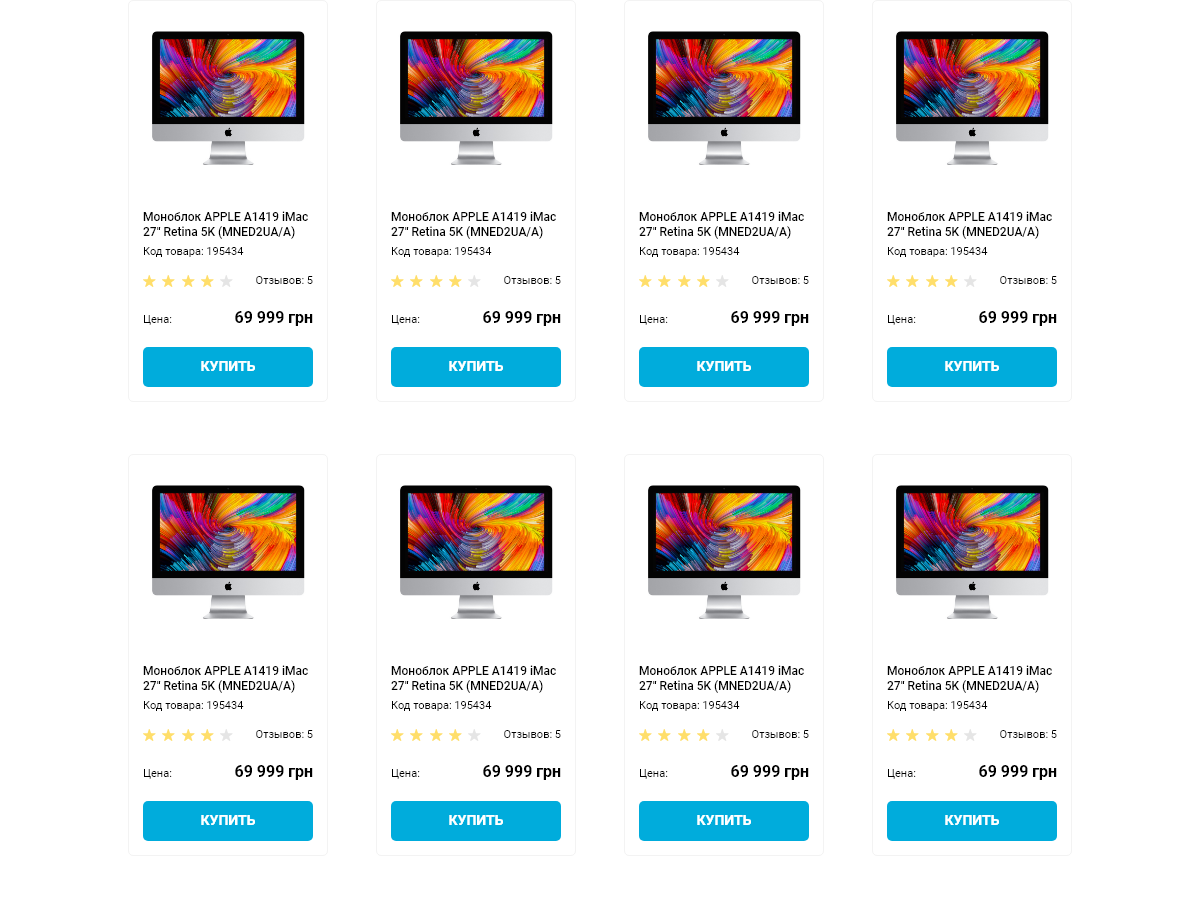 Моноблок APPLE A1419 iMac
27" Retina 5K (MNED2UA/A)
Код товара: 195434
Отзывов: 5
Цена: 69 999 грн
КУПИТЬ
Моноблок APPLE A1419 iMac
27" Retina 5K (MNED2UA/A)
Код товара: 195434
Отзывов: 5
Цена: 69 999 грн
КУПИТЬ
Моноблок APPLE A1419 iMac
27" Retina 5K (MNED2UA/A)
Код товара: 195434
Отзывов: 5
Цена: 69 999 грн
КУПИТЬ
Моноблок APPLE A1419 iMac
27" Retina 5K (MNED2UA/A)
Код товара: 195434
Отзывов: 5
Цена: 69 999 грн
КУПИТЬ
Моноблок APPLE A1419 iMac
27" Retina 5K (MNED2UA/A)
Код товара: 195434
Отзывов: 5
Цена: 69 999 грн
КУПИТЬ
Моноблок APPLE A1419 iMac
27" Retina 5K (MNED2UA/A)
Код товара: 195434
Отзывов: 5
Цена: 69 999 грн
КУПИТЬ
Моноблок APPLE A1419 iMac
27" Retina 5K (MNED2UA/A)
Код товара: 195434
Отзывов: 5
Цена: 69 999 грн
КУПИТЬ
Моноблок APPLE A1419 iMac
27" Retina 5K (MNED2UA/A)
Код товара: 195434
Отзывов: 5
Цена: 69 999 грн
КУПИТЬ